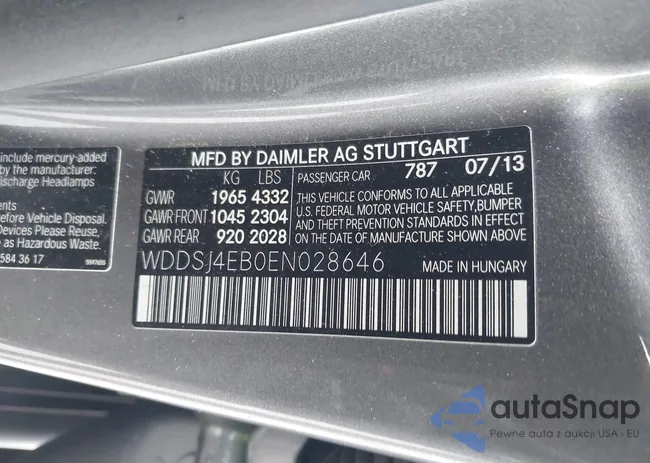 include mercury-added
ischarge Headlamps
ents
efore Vehicle Disposal.
Devices Please Reuse,
as Hazardous Waste.
584 36 17
MFD BY DAIMLER AG STUTTGART
KG LBS PASSENGER CAR 787 07/13
GVWR 1965 4332
GAWR FRONT 1045 2304
GAWR REAR 920 2028
THIS VEHICLE CONFORMS TO ALL APPLICABLE
U.S. FEDERAL MOTOR VEHICLE SAFETY,BUMPER
AND THEFT PREVENTION STANDARDS IN EFFECT
ON THE DATE OF MANUFACTURE SHOWN ABOVE.
WDDSJ4EB0EN028646 MADE IN HUNGARY
autoSnap
Pewne auta z aukcji USA i EU